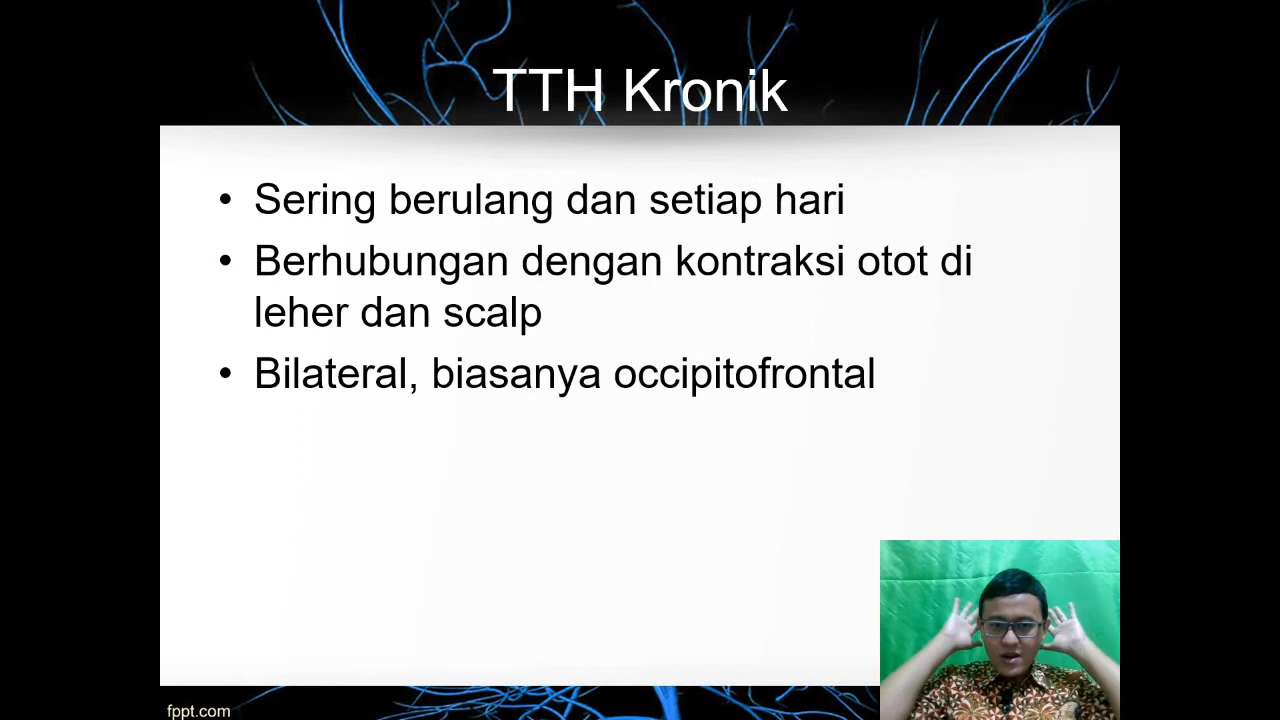 TTH Kronik
• Sering berulang dan setiap hari
• Berhubungan dengan kontraksi otot di
leher dan scalp
• Bilateral, biasanya occipitofrontal
fppt.com